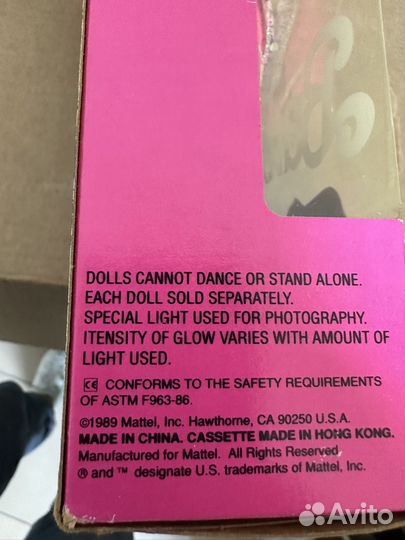 DOLLS CANNOT DANCE OR STAND ALONE.
EACH DOLL SOLD SEPARATELY.
SPECIAL LIGHT USED FOR PHOTOGRAPHY.
ITENSITY OF GLOW VARIES WITH AMOUNT OF
LIGHT USED.
CE CONFORMS TO THE SAFETY REQUIREMENTS
OF ASTM F963-86.
©1989 Mattel, Inc. Hawthorne, CA 90250 U.S.A.
MADE IN CHINA. CASSETTE MADE IN HONG KONG.
Manufactured for Mattel. All Rights Reserved.
® and ™ designate U.S. trademarks of Mattel, Inc.
Avito